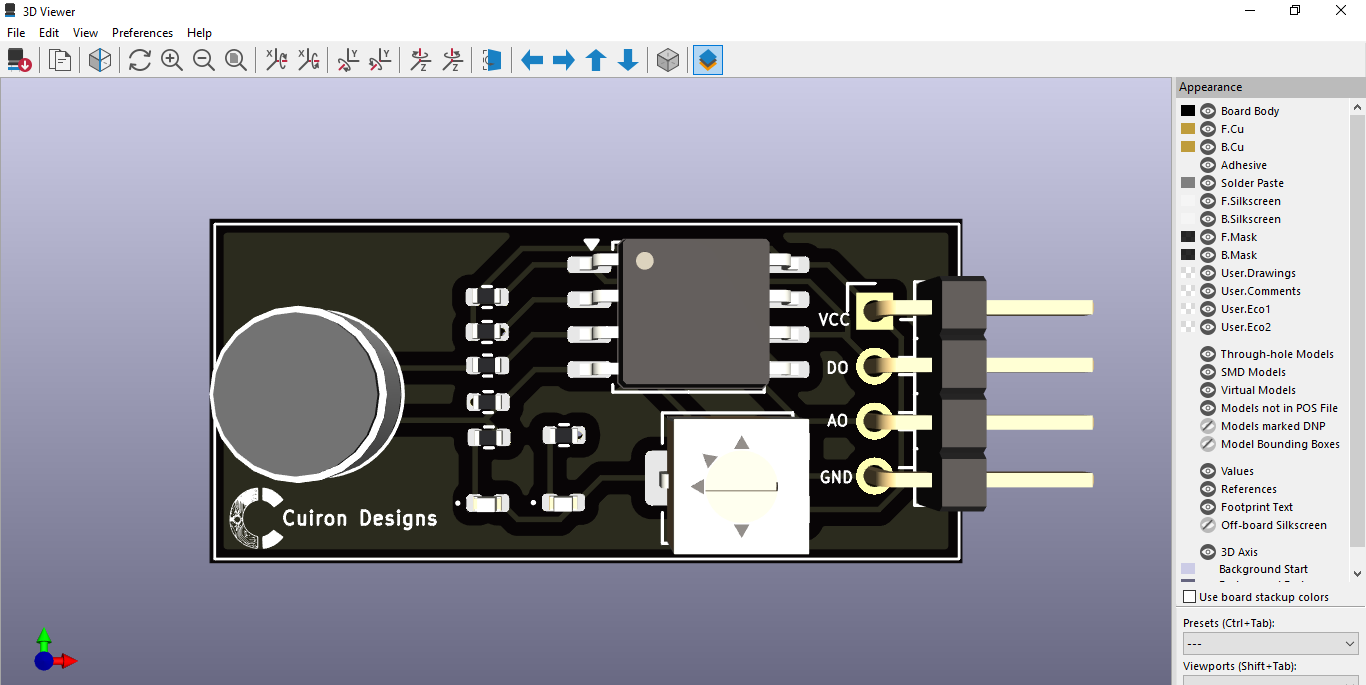 3D Viewer
File Edit View Preferences Help
Appearance
Board Body
F.Cu
B.Cu
Adhesive
Solder Paste
F.Silkscreen
B.Silkscreen
F.Mask
B.Mask
User.Drawings
User.Comments
User.Eco1
User.Eco2
Through-hole Models
SMD Models
Virtual Models
Models not in POS File
Models marked DNP
Model Bounding Boxes
Values
References
Footprint Text
Off-board Silkscreen
3D Axis
Background Start
Use board stackup colors
Presets (Ctrl+Tab):
---
Viewports (Shift+Tab):
VCC
DO
AO
GND
Cuiron Designs